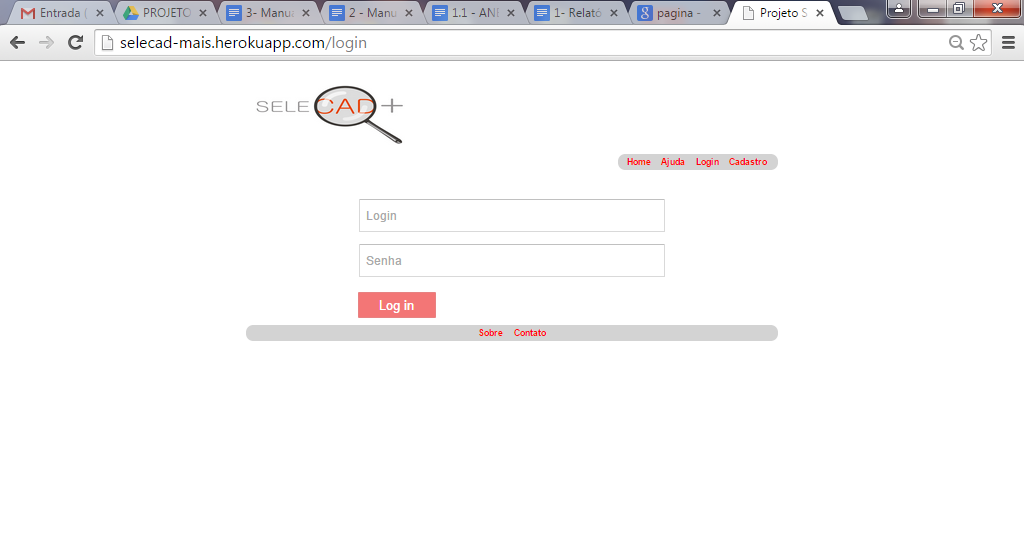 Entrada (
PROJETO
3- Manu
2 - Manu
1.1 - ANE
1- Relató
pagina -
Projeto S
selecad-mais.herokuapp.com/login
SELECAD+
Home Ajuda Login Cadastro
Login
Senha
Log in
Sobre Contato